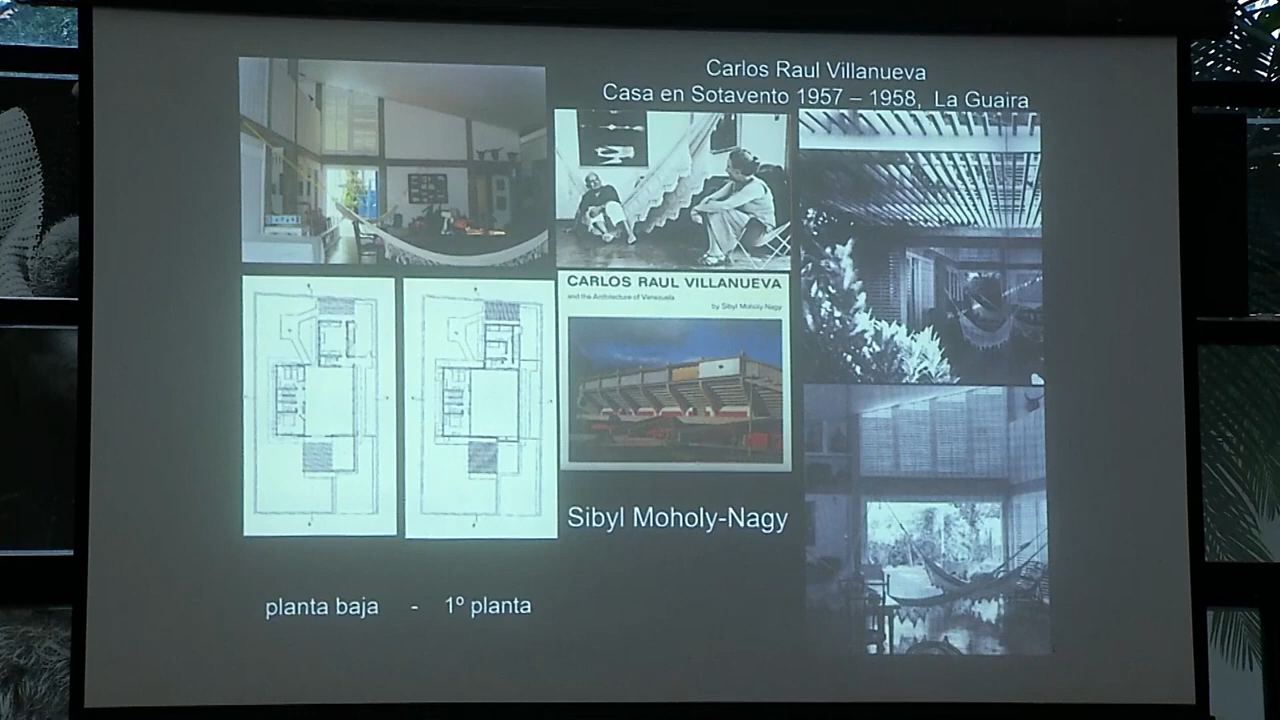 Carlos Raul Villanueva
Casa en Sotavento 1957 – 1958, La Guaira
CARLOS RAUL VILLANUEVA
and the Architecture of Venezuela
by Sibyl Moholy-Nagy
Sibyl Moholy-Nagy
planta baja - 1º planta